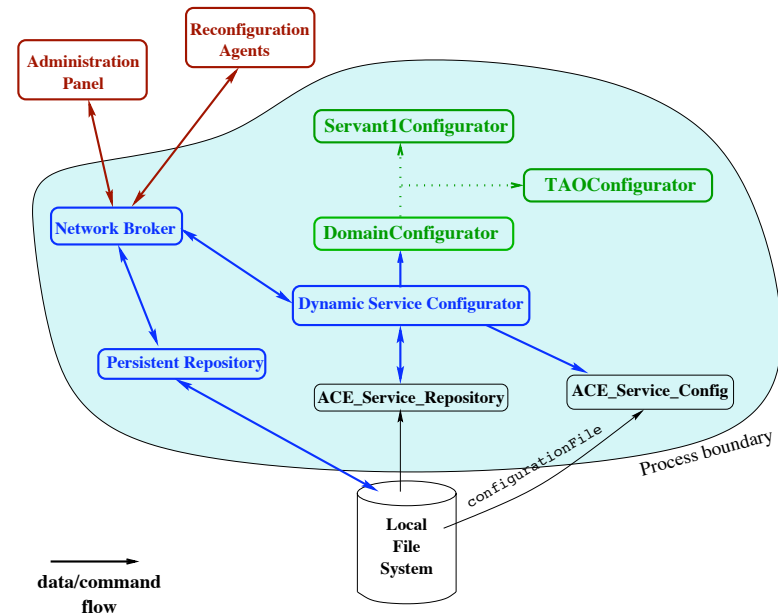 Reconfiguration
Agents
Administration
Panel
Servant1Configurator
TAOConfigurator
Network Broker
DomainConfigurator
Dynamic Service Configurator
Persistent Repository
ACE_Service_Repository
ACE_Service_Config
configurationFile
Process boundary
Local
File
System
data/command
flow